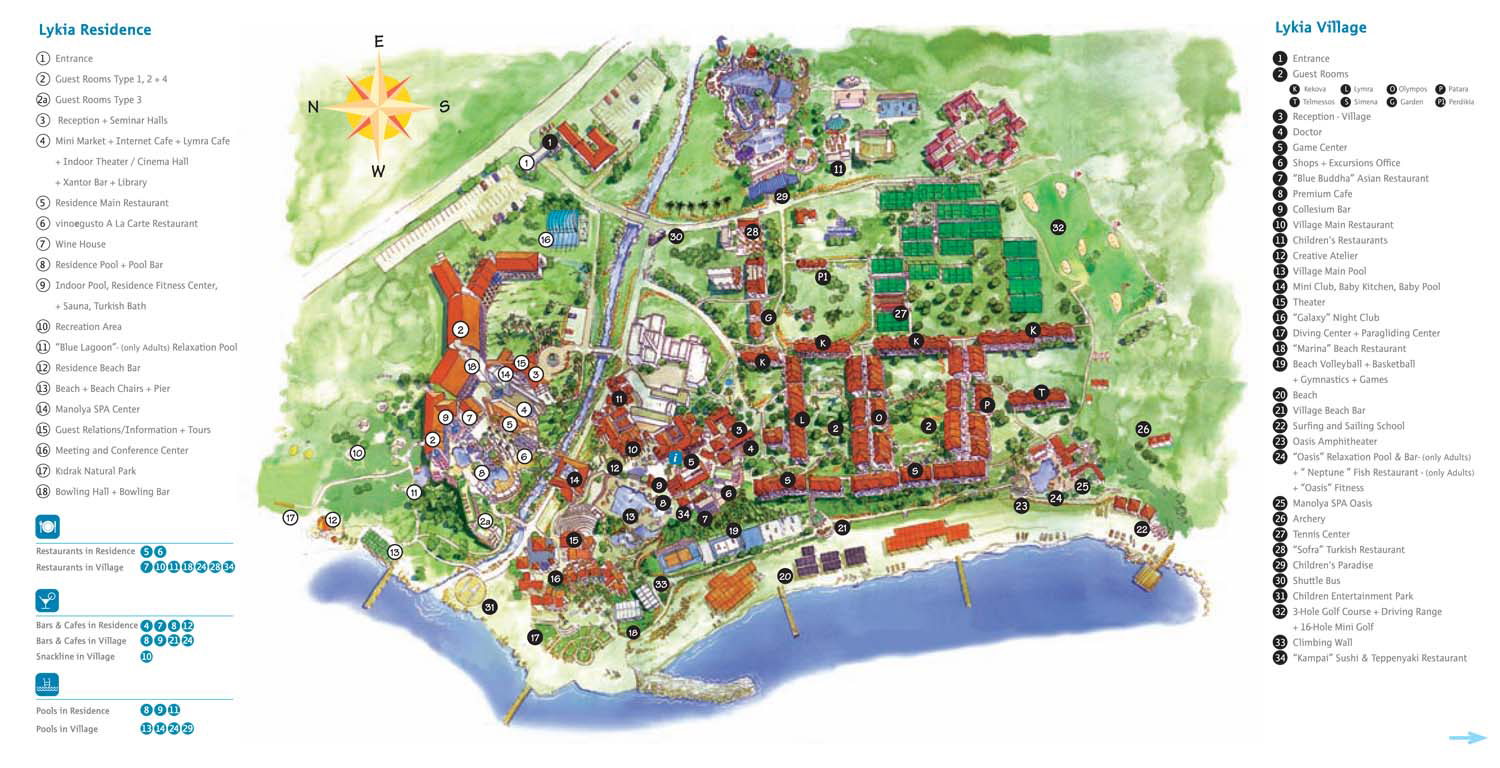 Lykia Residence
1 Entrance
2 Guest Rooms Type 1, 2 + 4
2a Guest Rooms Type 3
3 Reception + Seminar Halls
4 Mini Market + Internet Cafe + Lymra Cafe
+ Indoor Theater / Cinema Hall
+ Xantor Bar + Library
5 Residence Main Restaurant
6 vinoegusto A La Carte Restaurant
7 Wine House
8 Residence Pool + Pool Bar
9 Indoor Pool, Residence Fitness Center,
+ Sauna, Turkish Bath
10 Recreation Area
11 “Blue Lagoon”- (only Adults) Relaxation Pool
12 Residence Beach Bar
13 Beach + Beach Chairs + Pier
14 Manolya SPA Center
15 Guest Relations/Information + Tours
16 Meeting and Conference Center
17 Kıdrak Natural Park
18 Bowling Hall + Bowling Bar
Restaurants in Residence 5 6
Restaurants in Village 7 10 11 18 24 28 34
Bars & Cafes in Residence 4 7 8 12
Bars & Cafes in Village 8 9 21 24
Snackline in Village 10
Pools in Residence 8 9 11
Pools in Village 13 14 24 29
E
N S
W
1
1
11
29
16
30
28
32
P1
G
27
2
K
K
K
K
18
15
14
3
11
T
9
7
4
5
2
10
6
3
L
2
O
2
P
26
10
4
i
5
12
8
14
9
6
S
S
25
11
17
12
2a
13
8
34
7
19
21
23
24
22
13
15
16
33
20
31
17
18
Lykia Village
1 Entrance
2 Guest Rooms
K Kekova L Lymra O Olympos P Patara
T Telmessos S Simena G Garden P1 Perdikia
3 Reception - Village
4 Doctor
5 Game Center
6 Shops + Excursions Office
7 “Blue Buddha” Asian Restaurant
8 Premium Cafe
9 Collesium Bar
10 Village Main Restaurant
11 Children's Restaurants
12 Creative Atelier
13 Village Main Pool
14 Mini Club, Baby Kitchen, Baby Pool
15 Theater
16 “Galaxy” Night Club
17 Diving Center + Paragliding Center
18 “Marina” Beach Restaurant
19 Beach Volleyball + Basketball
+ Gymnastics + Games
20 Beach
21 Village Beach Bar
22 Surfing and Sailing School
23 Oasis Amphitheater
24 “Oasis” Relaxation Pool & Bar- (only Adults)
+ “ Neptune ” Fish Restaurant - (only Adults)
+ “Oasis” Fitness
25 Manolya SPA Oasis
26 Archery
27 Tennis Center
28 “Sofra” Turkish Restaurant
29 Children's Paradise
30 Shuttle Bus
31 Children Entertainment Park
32 3-Hole Golf Course + Driving Range
+ 16-Hole Mini Golf
33 Climbing Wall
34 “Kampai” Sushi & Teppenyaki Restaurant